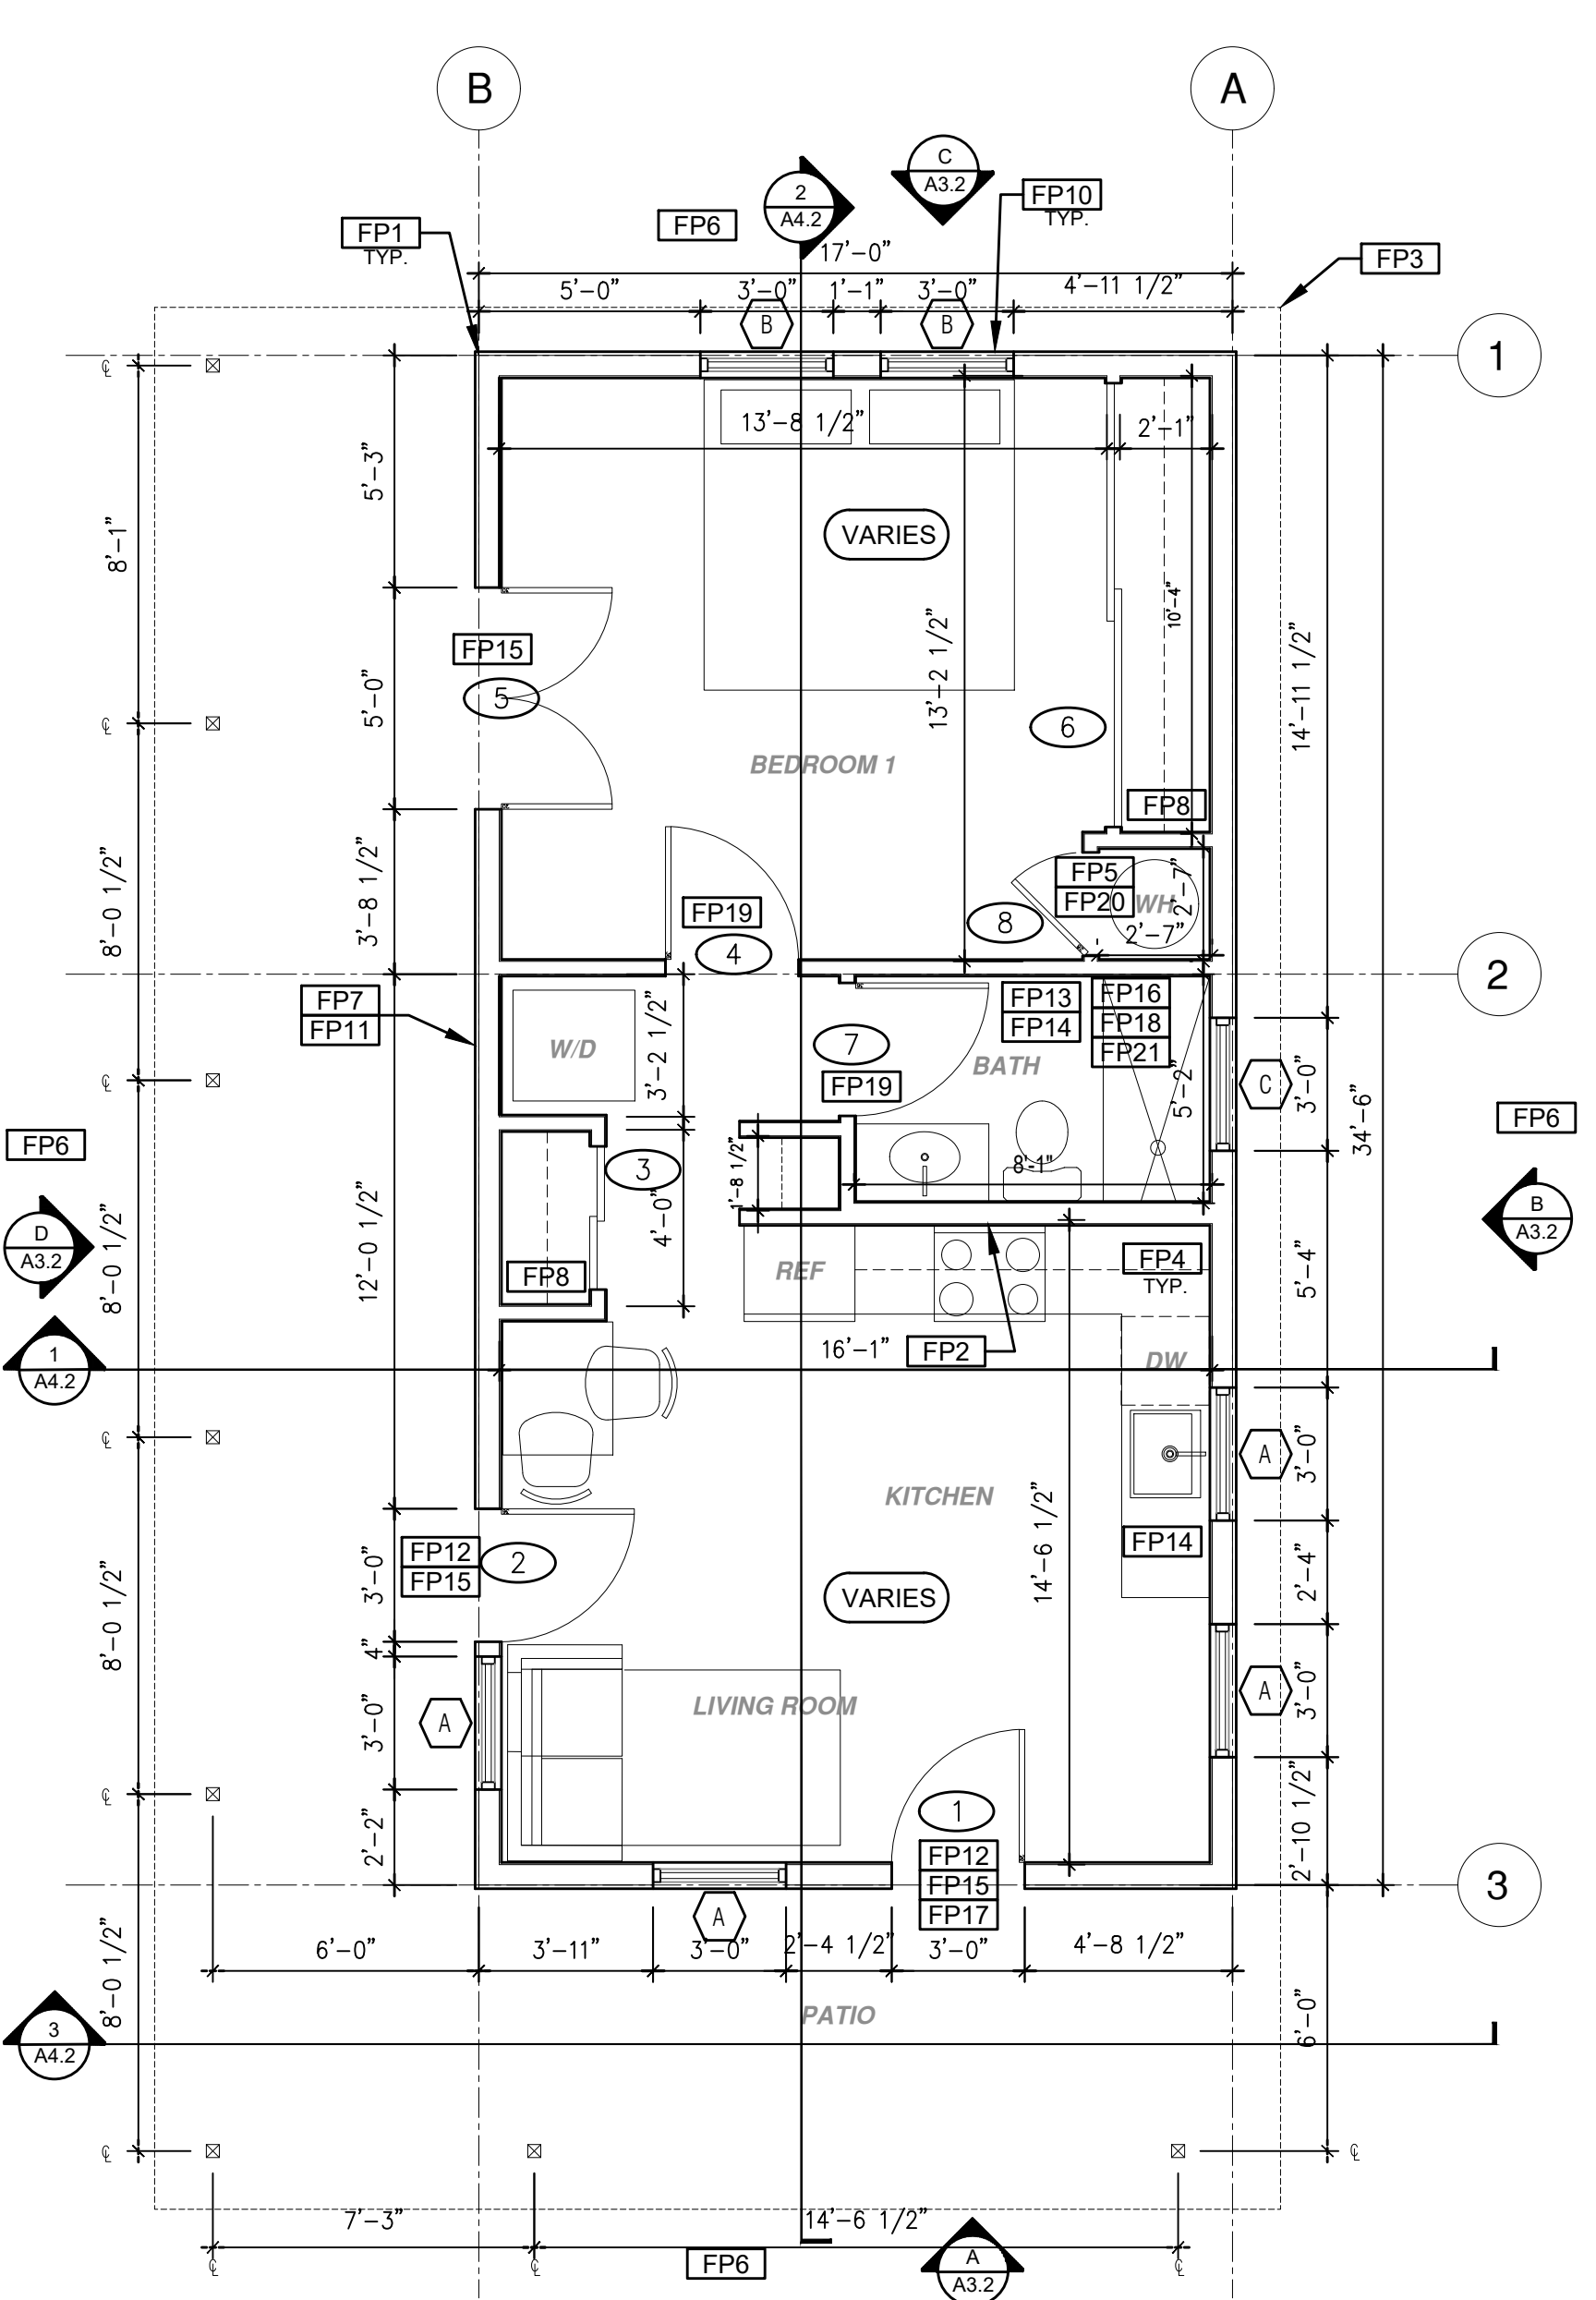 B
A
C
A3.2
2
A4.2
FP10
TYP.
FP6
FP1
TYP.
17'-0"
FP3
5'-0"
3'-0"
1'-1"
3'-0"
4'-11 1/2"
B
B
1
℄
13'-8 1/2"
2'-1"
5'-3"
8'-1"
VARIES
10'-4"
13'-2 1/2"
14'-11 1/2"
FP15
5
5'-0"
6
℄
BEDROOM 1
FP8
3'-8 1/2"
8'-0 1/2"
FP5
FP20
WH
2'-7"
2'-7"
FP19
4
8
2
FP7
FP11
FP13
FP14
FP16
FP18
FP21
W/D
3'-2 1/2"
7
BATH
FP19
5'-2"
C
3'-0"
34'-6"
℄
FP6
FP6
3
1'-8 1/2"
8'-1"
4'-0"
D
A3.2
B
A3.2
8'-0 1/2"
12'-0 1/2"
5'-4"
FP8
REF
FP4
TYP.
16'-1"
FP2
DW
1
A4.2
℄
A
3'-0"
KITCHEN
14'-6 1/2"
FP12
FP15
2
FP14
3'-0"
2'-4"
8'-0 1/2"
VARIES
4"
LIVING ROOM
A
A
3'-0"
3'-0"
℄
1
2'-2"
2'-10 1/2"
FP12
FP15
FP17
3
A
6'-0"
3'-11"
3'-0"
2'-4 1/2"
3'-0"
4'-8 1/2"
8'-0 1/2"
PATIO
6'-0"
3
A4.2
℄
℄
7'-3"
14'-6 1/2"
℄
℄
℄
FP6
A
A3.2